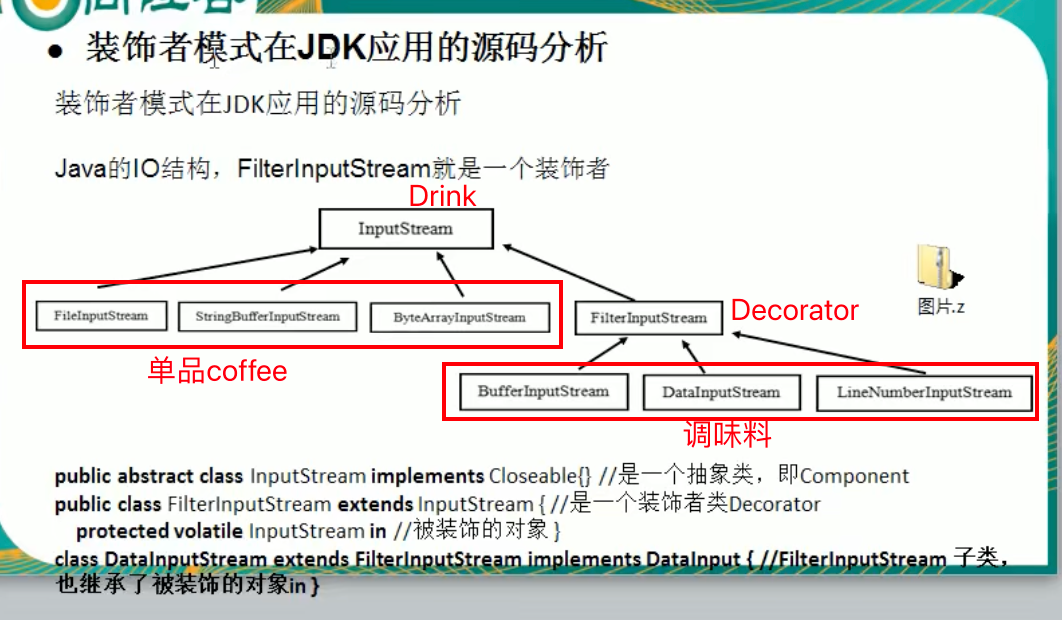 装饰者模式在JDK应用的源码分析
装饰者模式在JDK应用的源码分析
Java的IO结构，FilterInputStream就是一个装饰者
Drink
InputStream
FileInputStream
StringBufferInputStream
ByteArrayInputStream
FilterInputStream
Decorator
图片.z
单品coffee
BufferInputStream
DataInputStream
LineNumberInputStream
调味料
public abstract class InputStream implements Closeable{} //是一个抽象类，即Component
public class FilterInputStream extends InputStream { //是一个装饰者类Decorator
protected volatile InputStream in //被装饰的对象 }
class DataInputStream extends FilterInputStream implements DataInput { //FilterInputStream 子类，
也继承了被装饰的对象in }